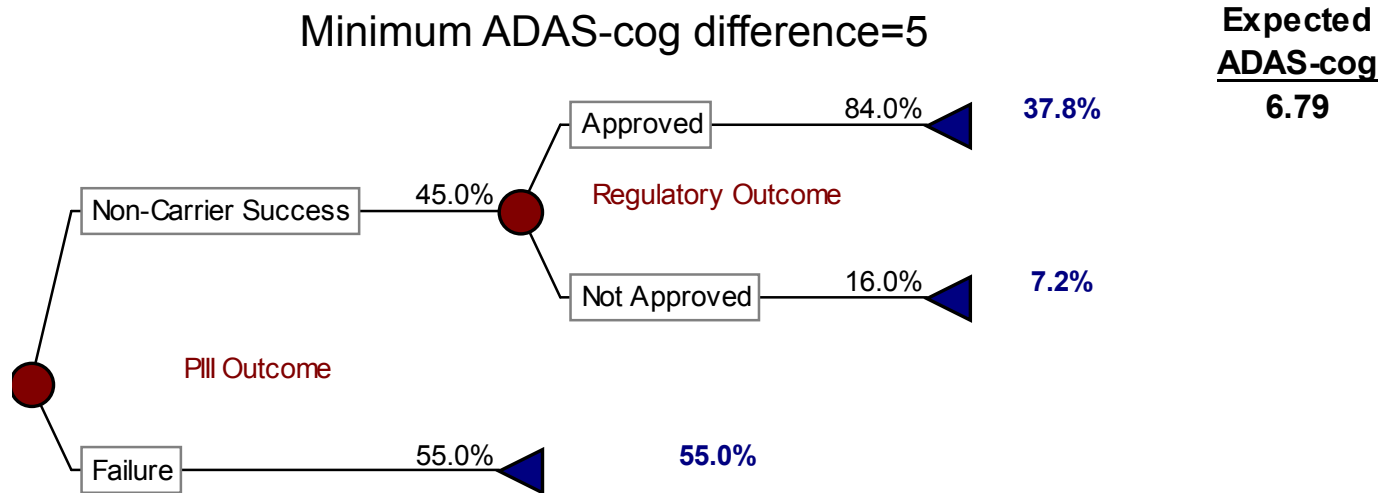 Minimum ADAS-cog difference=5
Expected
ADAS-cog
6.79
Approved
84.0%
37.8%
Non-Carrier Success
45.0%
Regulatory Outcome
Not Approved
16.0%
7.2%
PIII Outcome
Failure
55.0%
55.0%